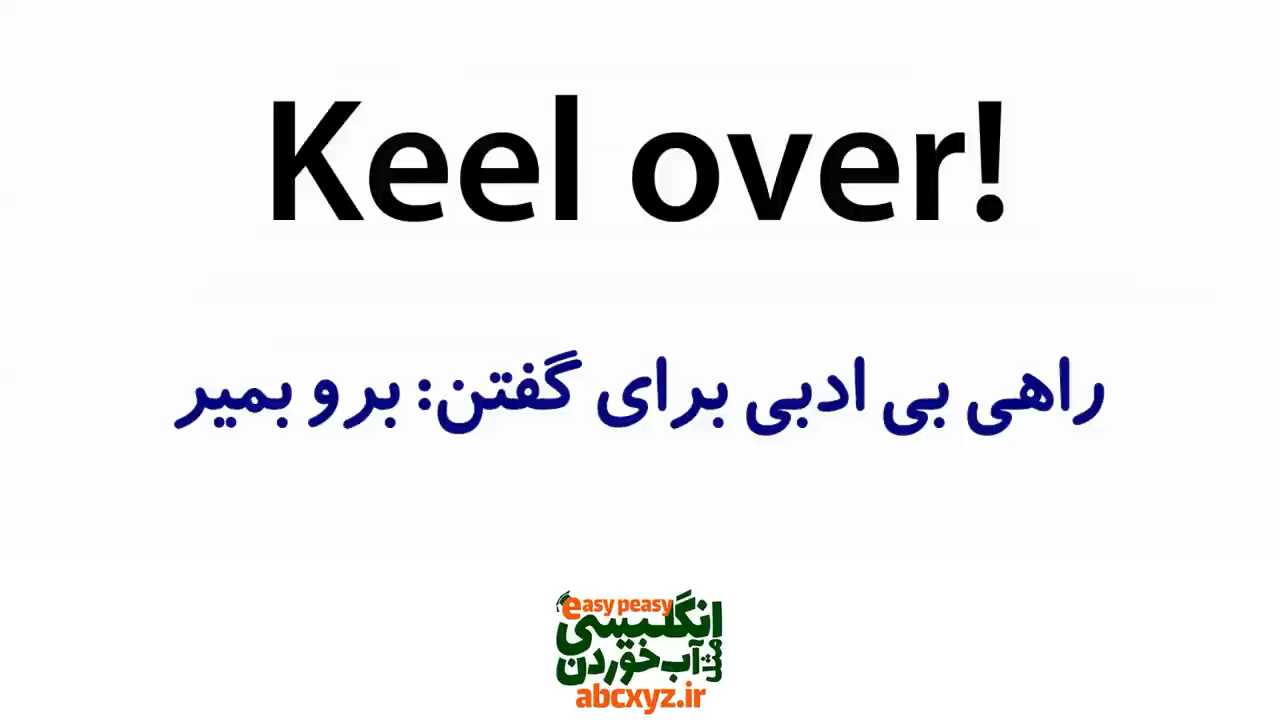 Keel over!
راهی بی ادبی برای گفتن: برو بمیر
easy peasy
انگلیسی
مثل آب خوردن
abcxyz.ir